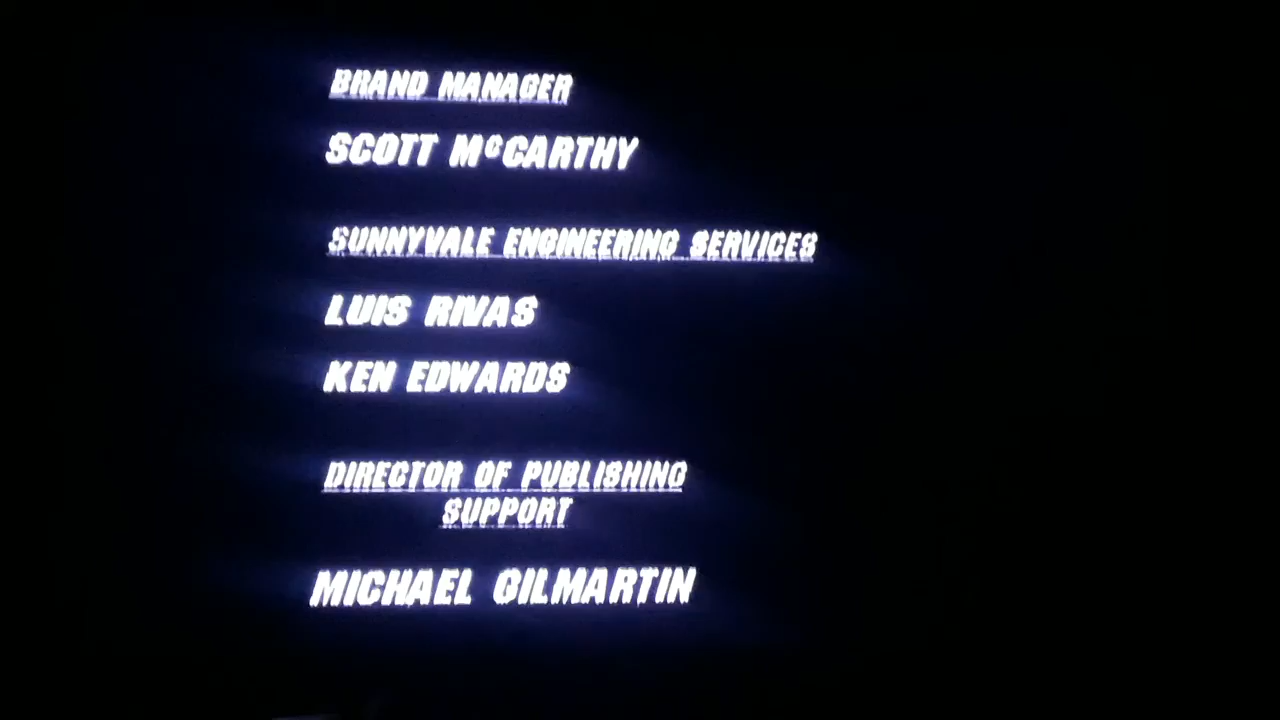 BRAND MANAGER
SCOTT McCARTHY
SUNNYVALE ENGINEERING SERVICES
LUIS RIVAS
KEN EDWARDS
DIRECTOR OF PUBLISHING
SUPPORT
MICHAEL GILMARTIN